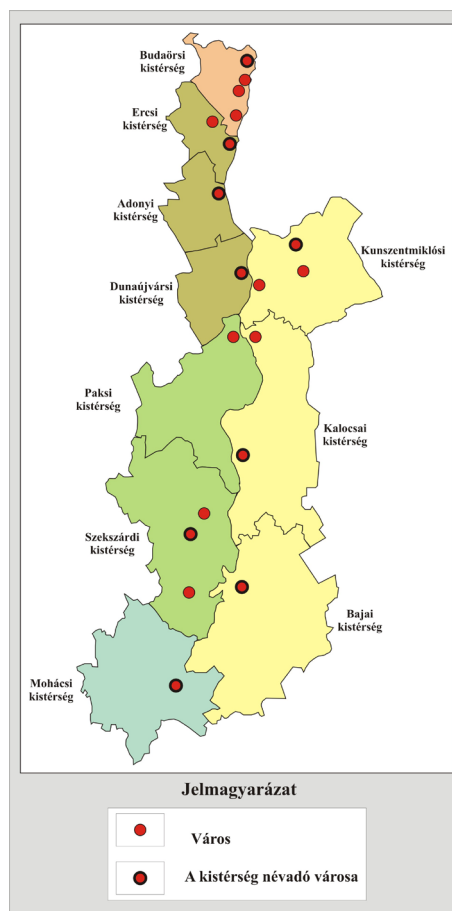 Budaörsi
kistérség
Ercsi
kistérség
Adonyi
kistérség
Kunszentmiklósi
kistérség
Dunaújvársi
kistérség
Paksi
kistérség
Kalocsai
kistérség
Szekszárdi
kistérség
Bajai
kistérség
Mohácsi
kistérség
Jelmagyarázat
Város
A kistérség névadó városa